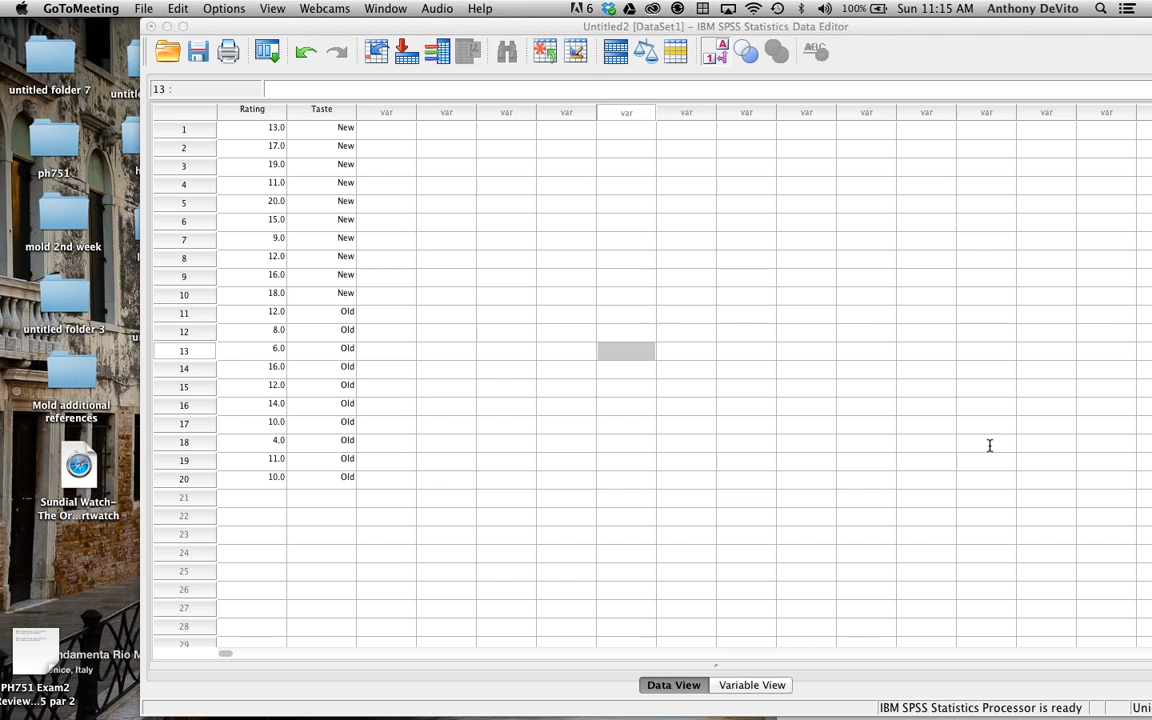 GoToMeeting File Edit Options View Webcams Window Audio Help 6 100% Sun 11:15 AM Anthony DeVito
Untitled2 [DataSet1] – IBM SPSS Statistics Data Editor
13 :
Rating Taste var var var var var var var var var var var var var
1 13.0 New
2 17.0 New
3 19.0 New
4 11.0 New
5 20.0 New
6 15.0 New
7 9.0 New
8 12.0 New
9 16.0 New
10 18.0 New
11 12.0 Old
12 8.0 Old
13 6.0 Old
14 16.0 Old
15 12.0 Old
16 14.0 Old
17 10.0 Old
18 4.0 Old
19 11.0 Old
20 10.0 Old
21
22
23
24
25
26
27
28
29
Data View Variable View
IBM SPSS Statistics Processor is ready Uni
untitled folder 7
untitl
ph751
mold 2nd week
untitled folder 3
Mold additional
references
Sundial Watch-
The Or...rtwatch
ndamenta Rio M
nice, Italy
PH751 Exam2
eview...5 par 2